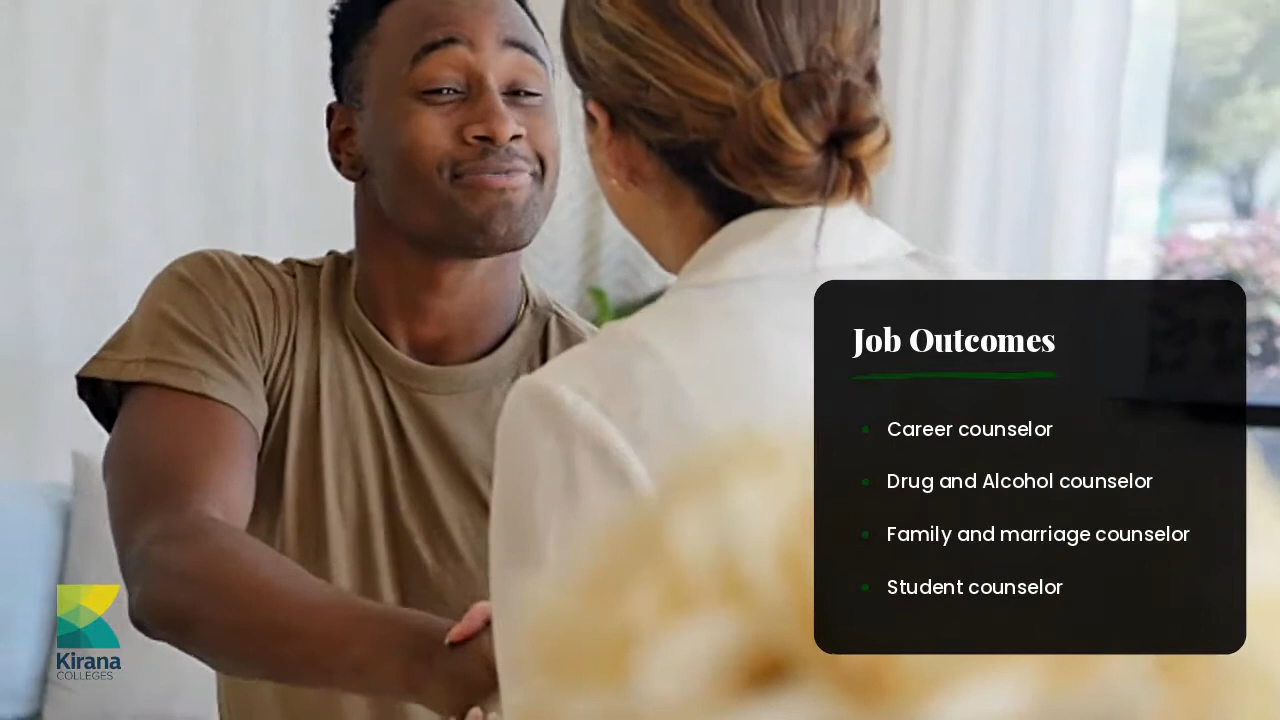 Job Outcomes
Career counselor
Drug and Alcohol counselor
Family and marriage counselor
Student counselor
Kirana
COLLEGES